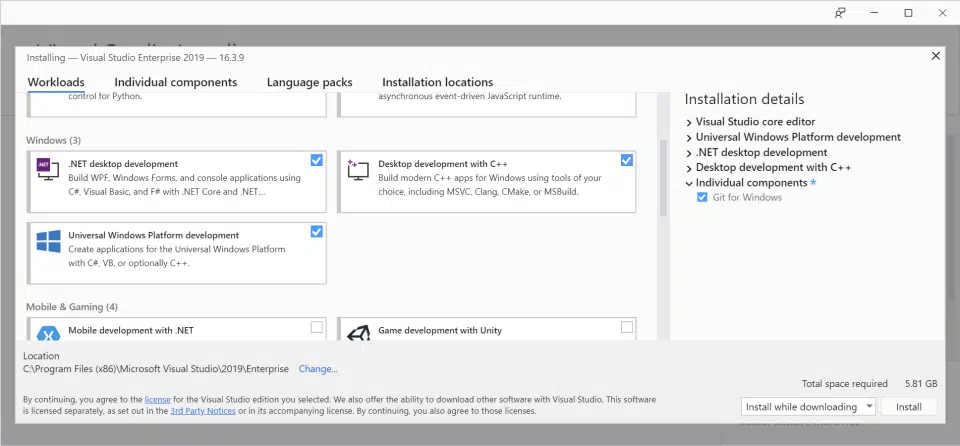 Installing — Visual Studio Enterprise 2019 — 16.3.9
Workloads Individual components Language packs Installation locations
control for Python.
asynchronous event-driven JavaScript runtime.
Windows (3)
.NET
.NET desktop development
Build WPF, Windows Forms, and console applications using
C#, Visual Basic, and F# with .NET Core and .NET...
Desktop development with C++
Build modern C++ apps for Windows using tools of your
choice, including MSVC, Clang, CMake, or MSBuild.
Universal Windows Platform development
Create applications for the Universal Windows Platform
with C#, VB, or optionally C++.
Mobile & Gaming (4)
Mobile development with .NET
Game development with Unity
Installation details
Visual Studio core editor
Universal Windows Platform development
.NET desktop development
Desktop development with C++
Individual components *
Git for Windows
Location
C:\Program Files (x86)\Microsoft Visual Studio\2019\Enterprise Change...
By continuing, you agree to the license for the Visual Studio edition you selected. We also offer the ability to download other software with Visual Studio. This software
is licensed separately, as set out in the 3rd Party Notices or in its accompanying license. By continuing, you also agree to those licenses.
Total space required 5.81 GB
Install while downloading
Install